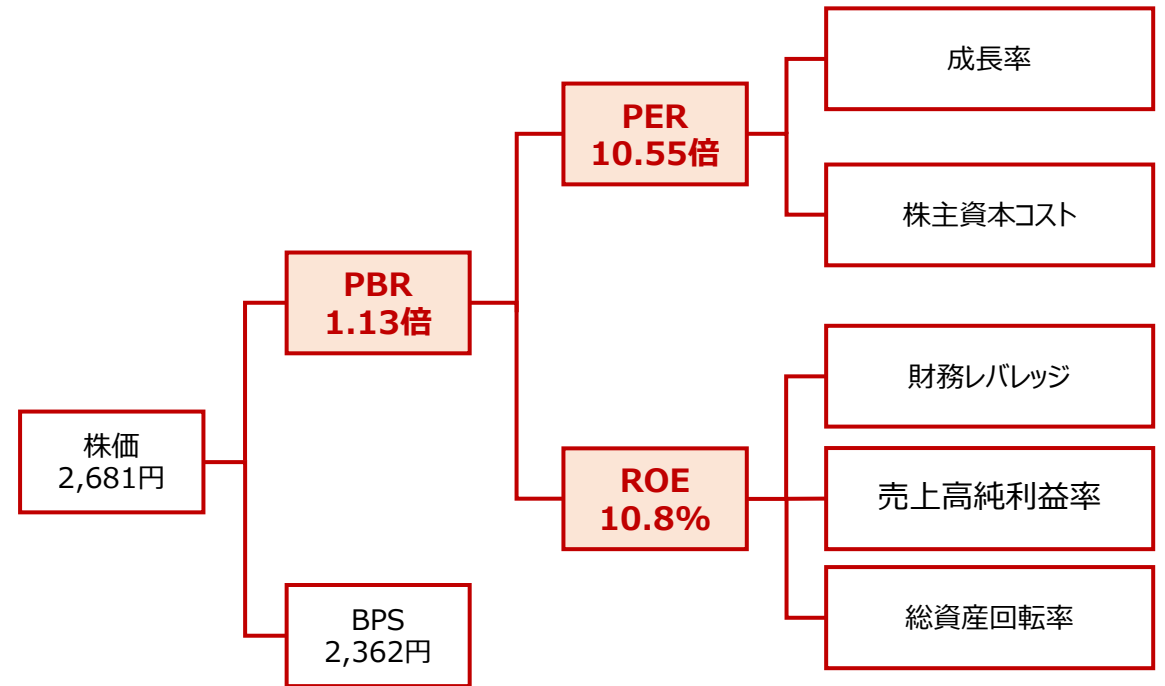 成長率
PER
10.55倍
株主資本コスト
PBR
1.13倍
財務レバレッジ
株価
2,681円
ROE
10.8%
売上高純利益率
BPS
2,362円
総資産回転率